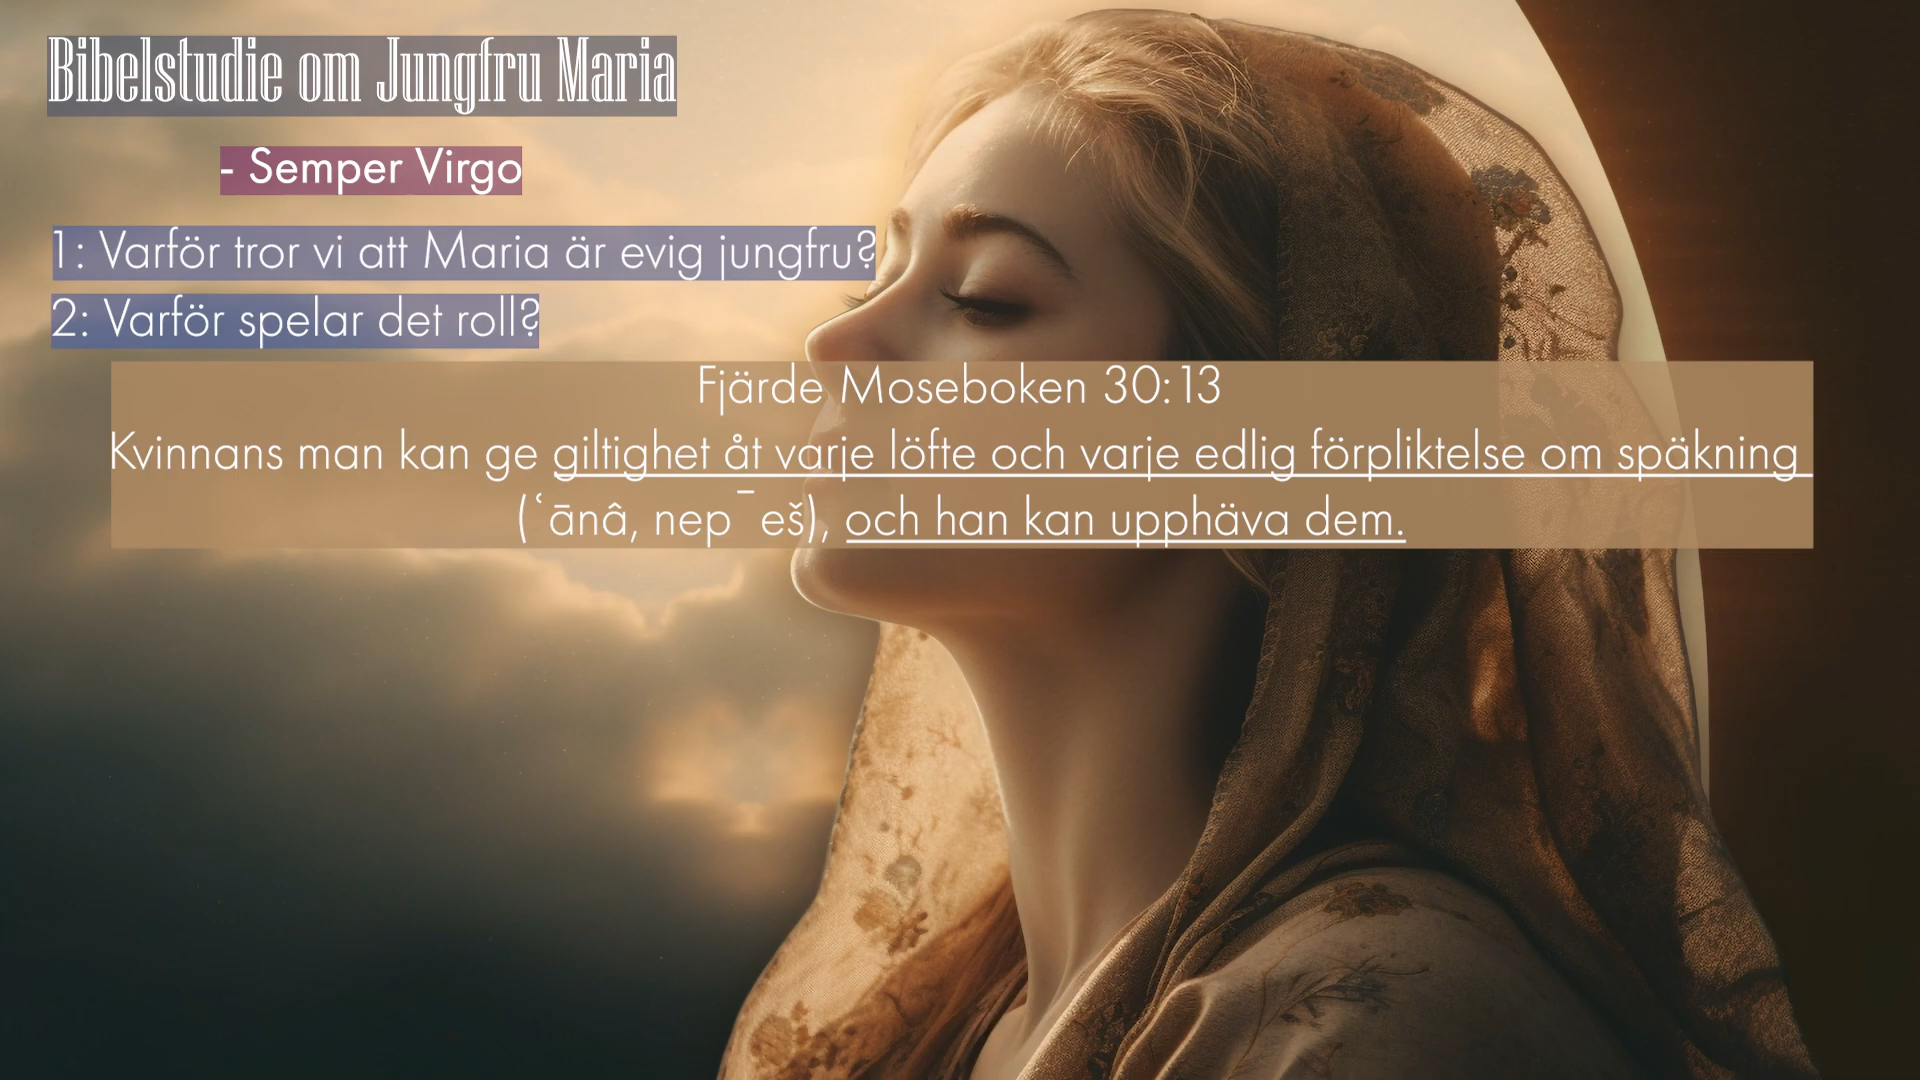 Bibelstudie om Jungfru Maria
- Semper Virgo
1: Varför tror vi att Maria är evig jungfru?
2: Varför spelar det roll?
Fjärde Moseboken 30:13
Kvinnans man kan ge giltighet åt varje löfte och varje edlig förpliktelse om späkning
(ʿānâ, nep¯eš), och han kan upphäva dem.